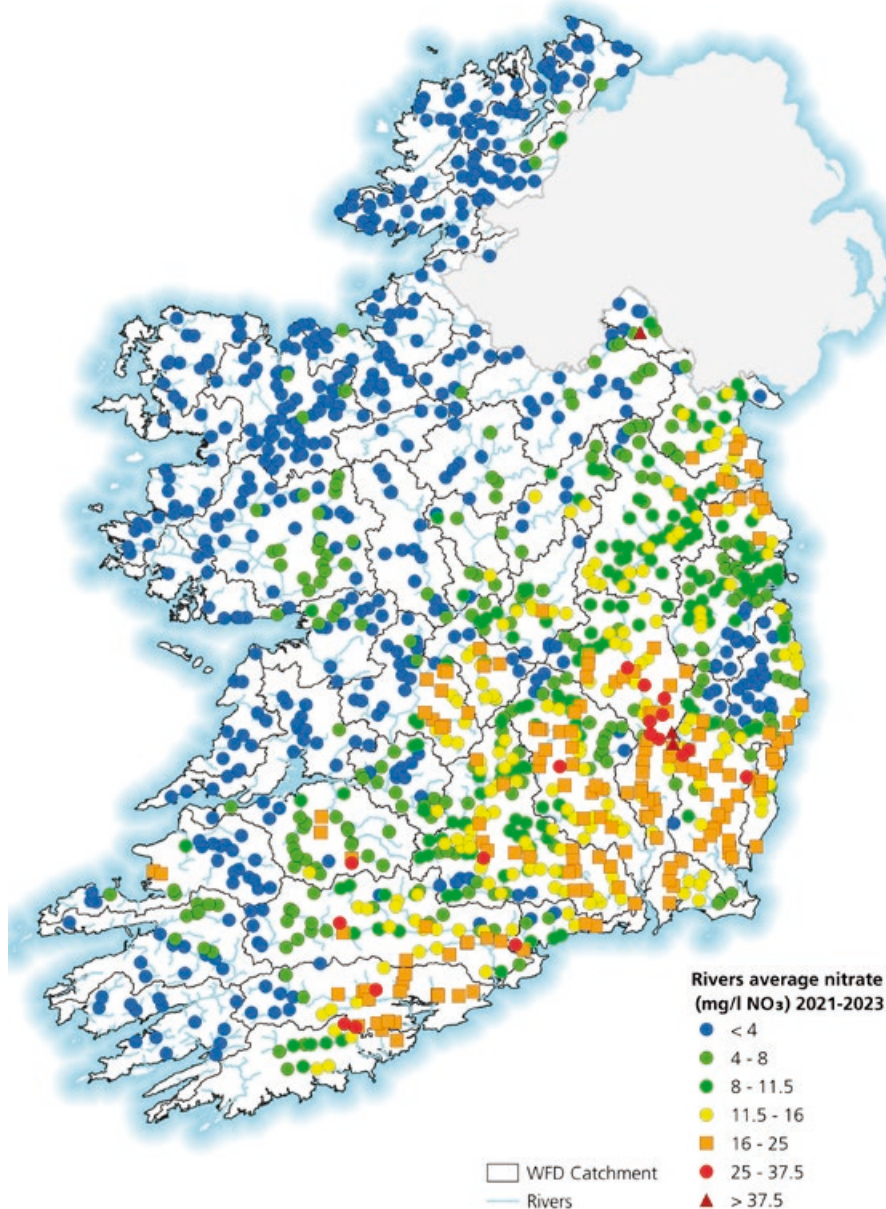 Rivers average nitrate
(mg/l NO₃) 2021-2023
< 4
4 - 8
8 - 11.5
11.5 - 16
16 - 25
25 - 37.5
> 37.5
WFD Catchment
Rivers